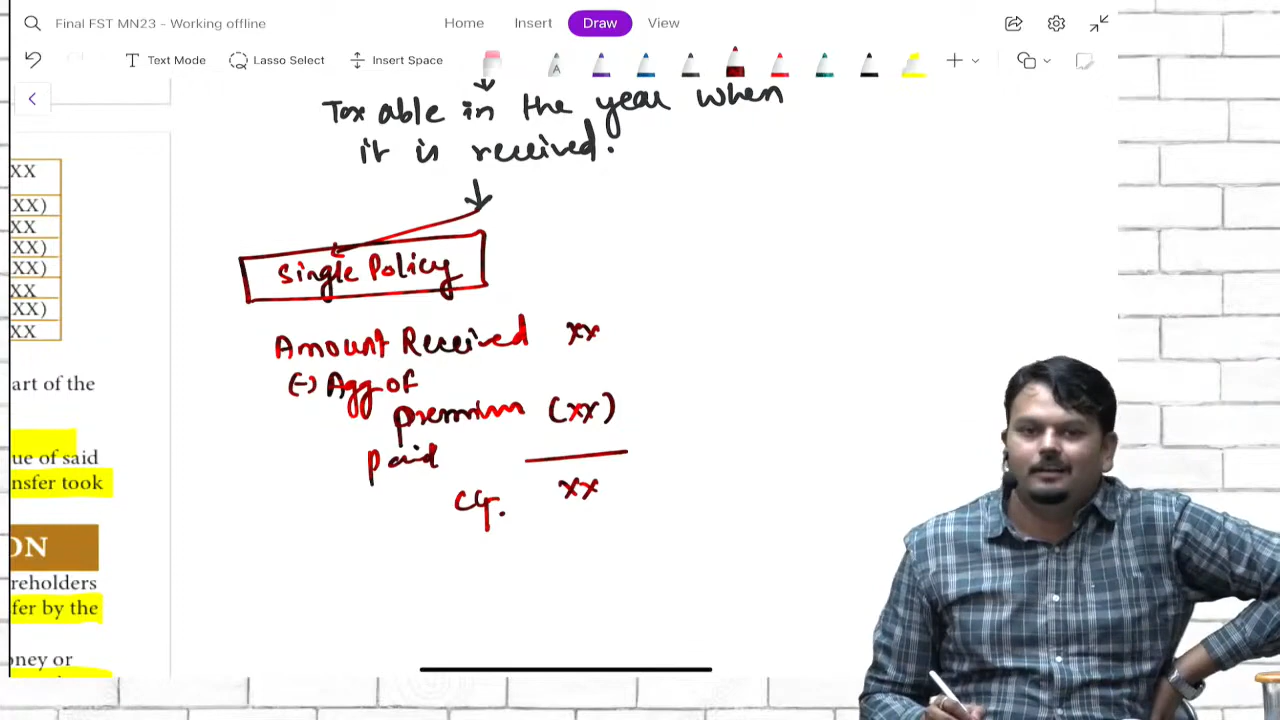 Final FST MN23 - Working offline
Home Insert Draw View
Text Mode Lasso Select Insert Space
A
Taxable in the year when
it is received.
Single Policy
Amount Received xx
(-) Agg of
premium (xx)
paid
xx
CG.
XX
XX)
XX
XX)
XX)
XX
XX)
XX
art of the
ue of said
nsfer took
ON
reholders
fer by the
oney or